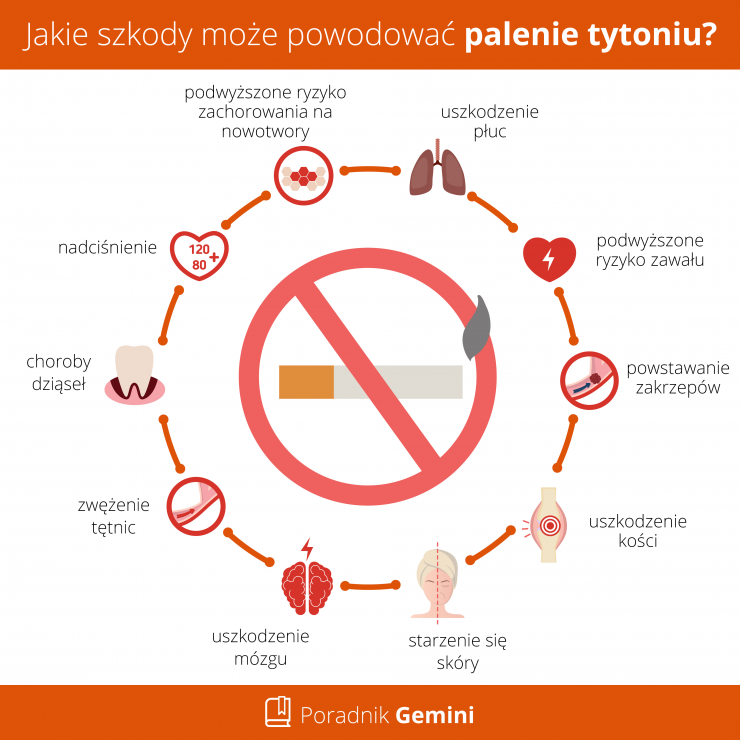 Jakie szkody może powodować palenie tytoniu?
podwyższone ryzyko
zachorowania na
nowotwory
uszkodzenie
płuc
podwyższone
ryzyko zawału
powstawanie
zakrzepów
uszkodzenie
kości
starzenie się
skóry
uszkodzenie
mózgu
zwężenie
tętnic
choroby
dziąseł
nadciśnienie
120
80 +
Poradnik Gemini